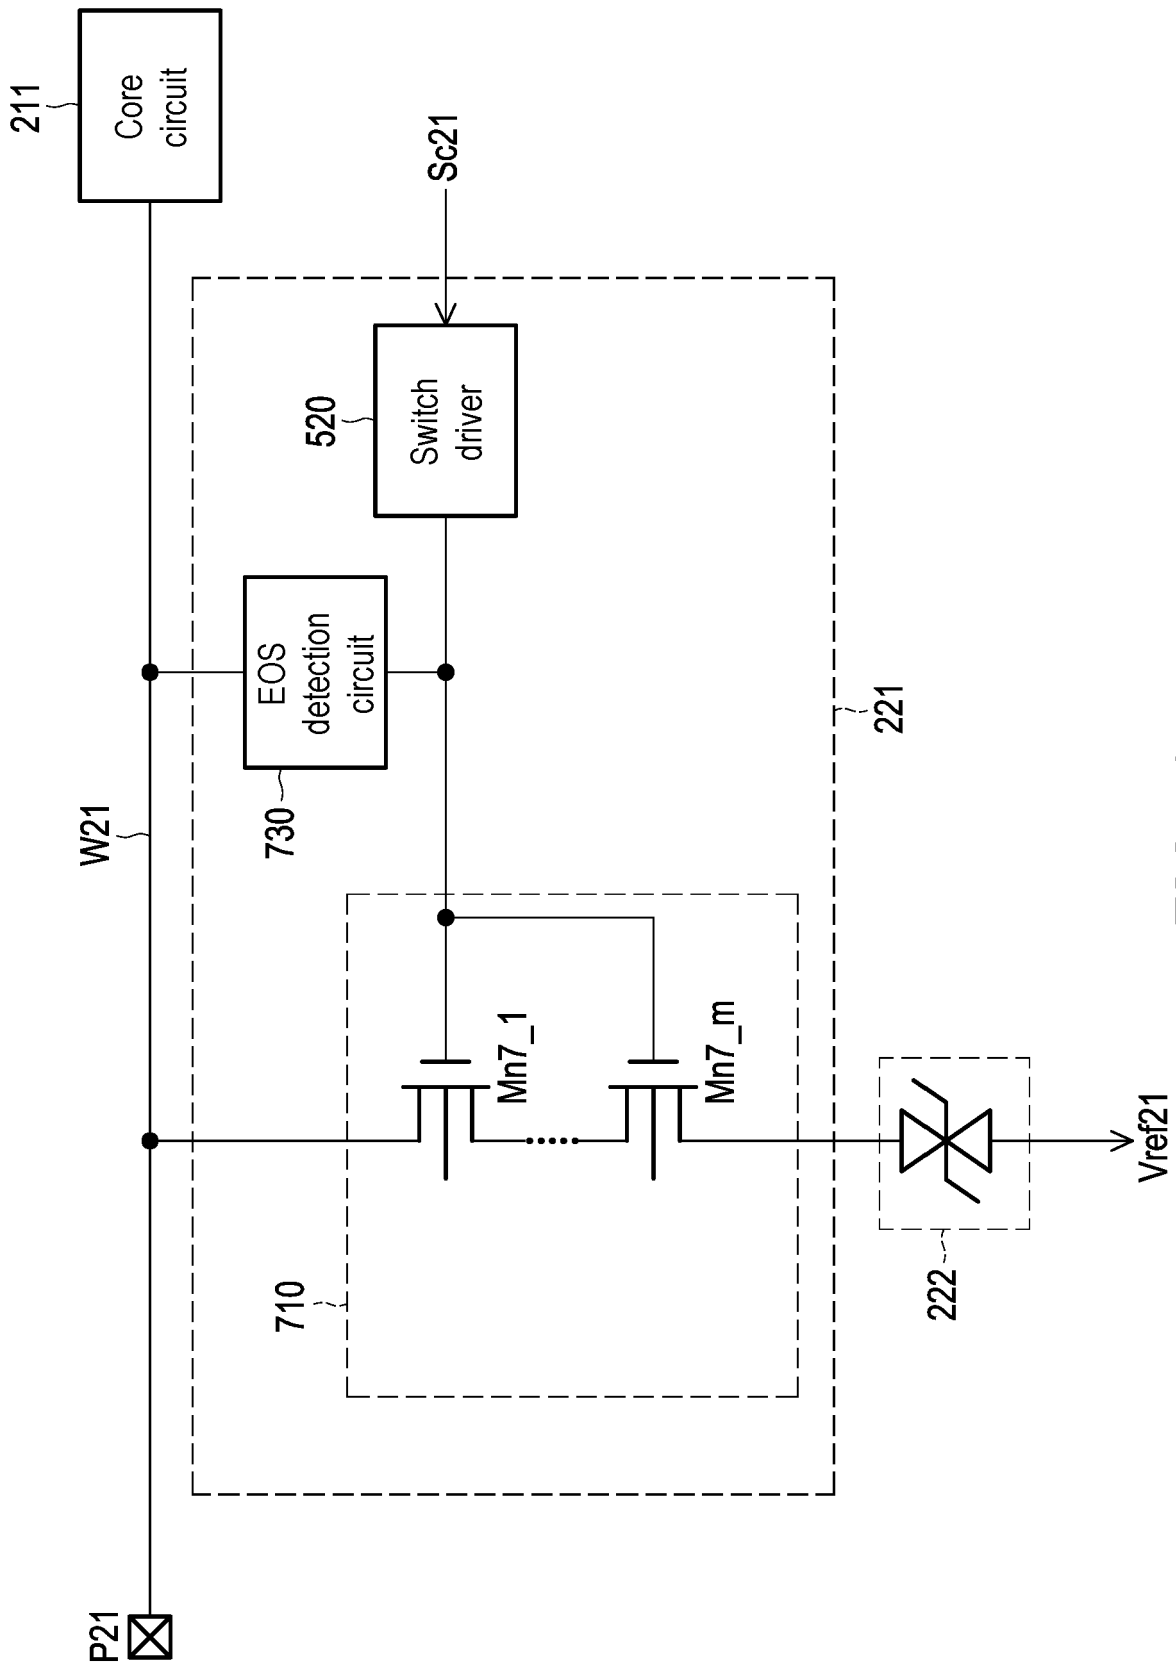 P21
W21
211
Core
circuit
730
EOS
detection
circuit
520
Switch
driver
Sc21
710
Mn7_1
Mn7_m
221
222
Vref21